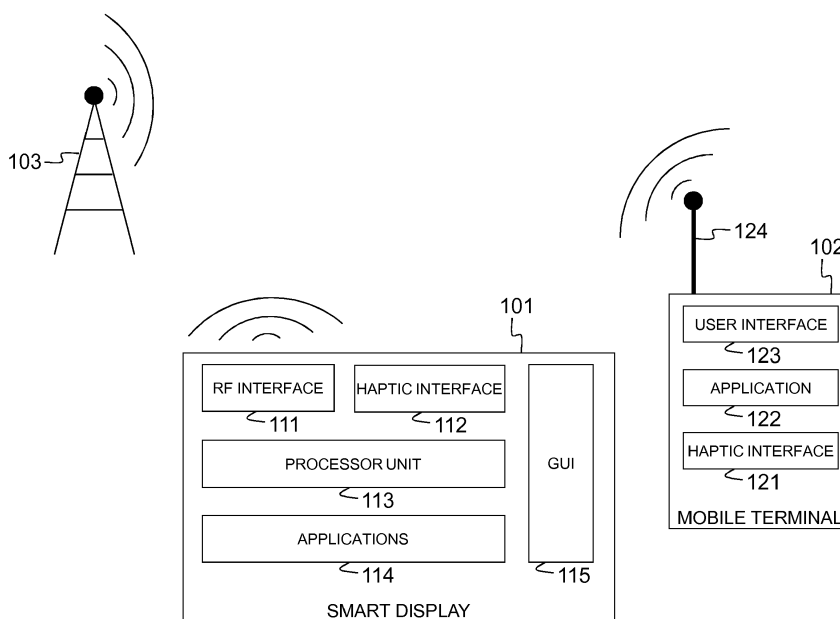 103
124
102
101
USER INTERFACE
123
RF INTERFACE
111
HAPTIC INTERFACE
112
APPLICATION
122
PROCESSOR UNIT
113
GUI
115
HAPTIC INTERFACE
121
APPLICATIONS
114
MOBILE TERMINAL
SMART DISPLAY